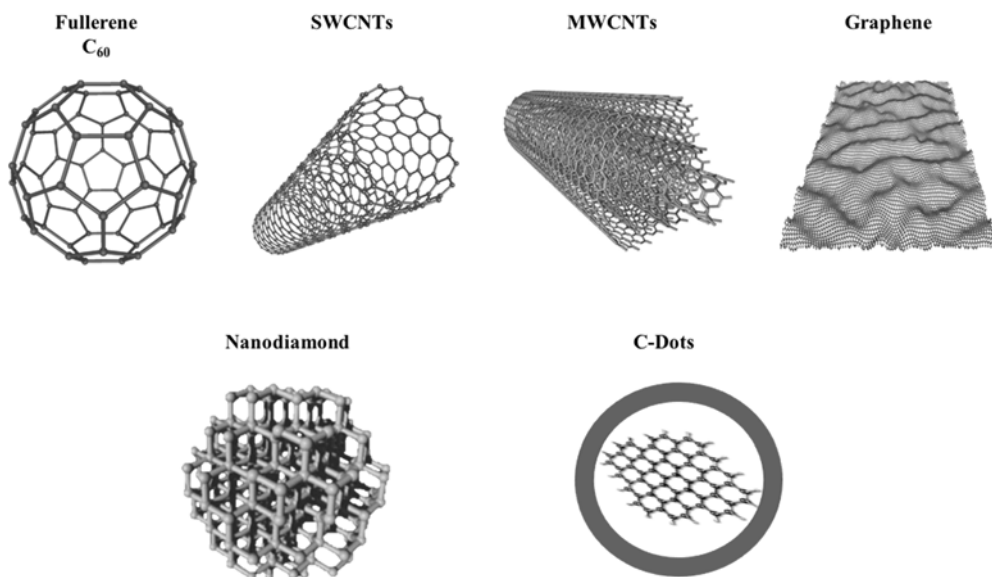 Fullerene
C₆₀
SWCNTs
MWCNTs
Graphene
Nanodiamond
C-Dots